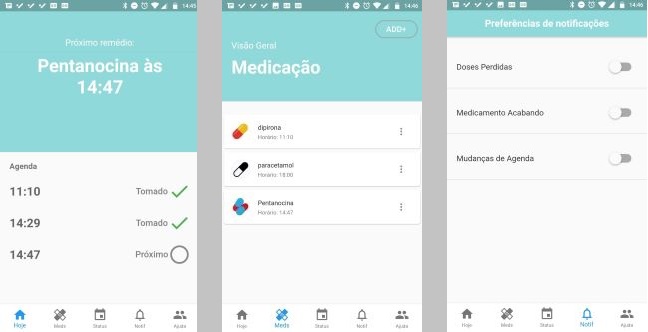 14:45
Próximo remédio:
Pentanocina às
14:47
Agenda
11:10 Tomado
14:29 Tomado
14:47 Próximo
Hoje Meds Status Notif Ajuste
14:46
ADD+
Visão Geral
Medicação
dipirona
Horário: 11:10
paracetamol
Horário: 18:00
Pentanocina
Horário: 14:47
Hoje Meds Status Notif Ajuste
14:46
Preferências de notificações
Doses Perdidas
Medicamento Acabando
Mudanças de Agenda
Hoje Meds Status Notif Ajuste